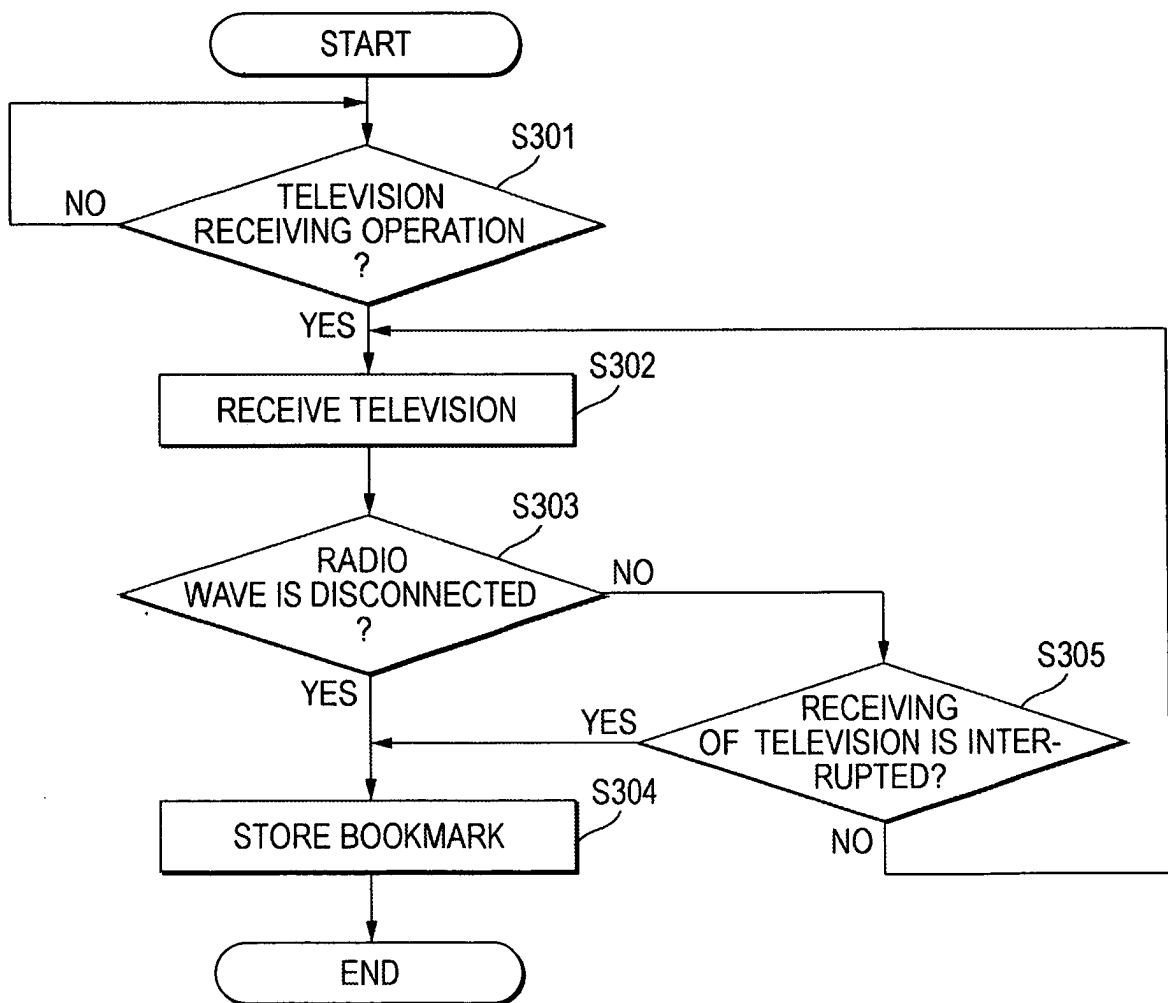 START
S301
NO
TELEVISION
RECEIVING OPERATION
?
YES
S302
RECEIVE TELEVISION
S303
RADIO
WAVE IS DISCONNECTED
?
NO
YES
S305
YES
RECEIVING
OF TELEVISION IS INTER-
RUPTED?
S304
STORE BOOKMARK
NO
END